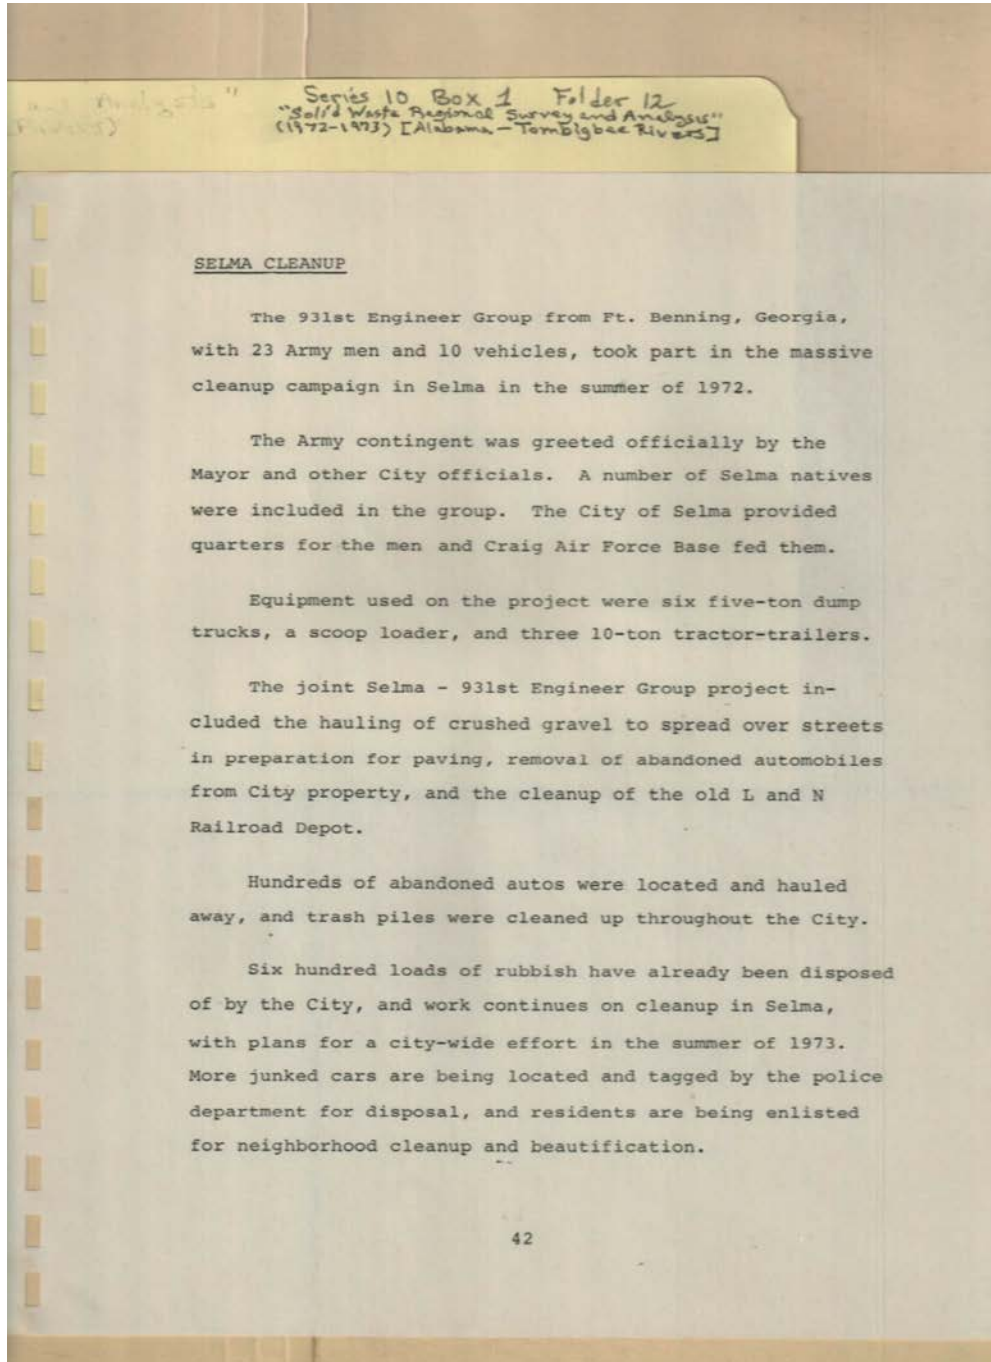 Analysis"
Series 10 Box 1 Folder 12
"Solid Waste Regional Survey and Analysis"
(1972-1973) [Alabama - Tombigbee Rivers]
SELMA CLEANUP
The 931st Engineer Group from Ft. Benning, Georgia,
with 23 Army men and 10 vehicles, took part in the massive
cleanup campaign in Selma in the summer of 1972.
The Army contingent was greeted officially by the
Mayor and other City officials. A number of Selma natives
were included in the group. The City of Selma provided
quarters for the men and Craig Air Force Base fed them.
Equipment used on the project were six five-ton dump
trucks, a scoop loader, and three 10-ton tractor-trailers.
The joint Selma - 931st Engineer Group project in-
cluded the hauling of crushed gravel to spread over streets
in preparation for paving, removal of abandoned automobiles
from City property, and the cleanup of the old L and N
Railroad Depot.
Hundreds of abandoned autos were located and hauled
away, and trash piles were cleaned up throughout the City.
Six hundred loads of rubbish have already been disposed
of by the City, and work continues on cleanup in Selma,
with plans for a city-wide effort in the summer of 1973.
More junked cars are being located and tagged by the police
department for disposal, and residents are being enlisted
for neighborhood cleanup and beautification.
42